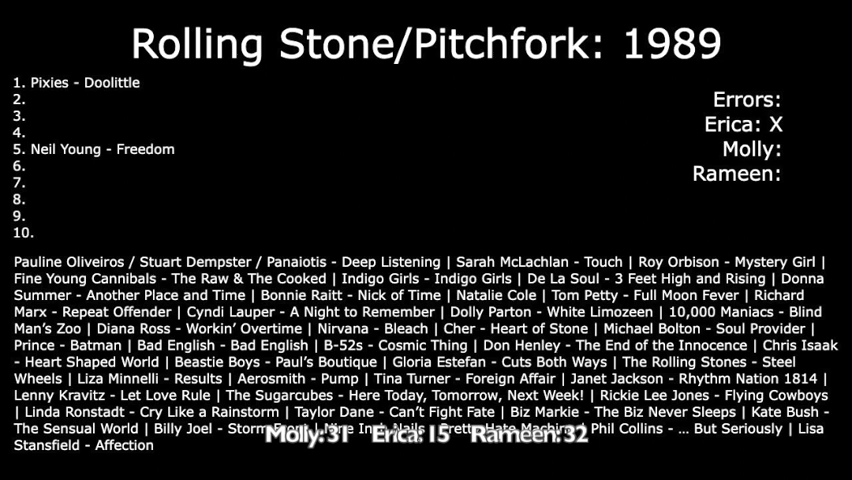 Rolling Stone/Pitchfork: 1989
1. Pixies - Doolittle
2.
3.
4.
5. Neil Young - Freedom
6.
7.
8.
9.
10.
Errors:
Erica: X
Molly:
Rameen:
Pauline Oliveiros / Stuart Dempster / Panaiotis - Deep Listening | Sarah McLachlan - Touch | Roy Orbison - Mystery Girl |
Fine Young Cannibals - The Raw & The Cooked | Indigo Girls - Indigo Girls | De La Soul - 3 Feet High and Rising | Donna
Summer - Another Place and Time | Bonnie Raitt - Nick of Time | Natalie Cole | Tom Petty - Full Moon Fever | Richard
Marx - Repeat Offender | Cyndi Lauper - A Night to Remember | Dolly Parton - White Limozeen | 10,000 Maniacs - Blind
Man's Zoo | Diana Ross - Workin' Overtime | Nirvana - Bleach | Cher - Heart of Stone | Michael Bolton - Soul Provider |
Prince - Batman | Bad English - Bad English | B-52s - Cosmic Thing | Don Henley - The End of the Innocence | Chris Isaak
- Heart Shaped World | Beastie Boys - Paul's Boutique | Gloria Estefan - Cuts Both Ways | The Rolling Stones - Steel
Wheels | Liza Minnelli - Results | Aerosmith - Pump | Tina Turner - Foreign Affair | Janet Jackson - Rhythm Nation 1814 |
Lenny Kravitz - Let Love Rule | The Sugarcubes - Here Today, Tomorrow, Next Week! | Rickie Lee Jones - Flying Cowboys
| Linda Ronstadt - Cry Like a Rainstorm | Taylor Dane - Can't Fight Fate | Biz Markie - The Biz Never Sleeps | Kate Bush -
The Sensual World | Billy Joel - Storm Front | Nine Inch Nails - Pretty Hate Machine | Phil Collins - ... But Seriously | Lisa
Stansfield - Affection
Molly: 31 Erica: 15 Rameen: 32